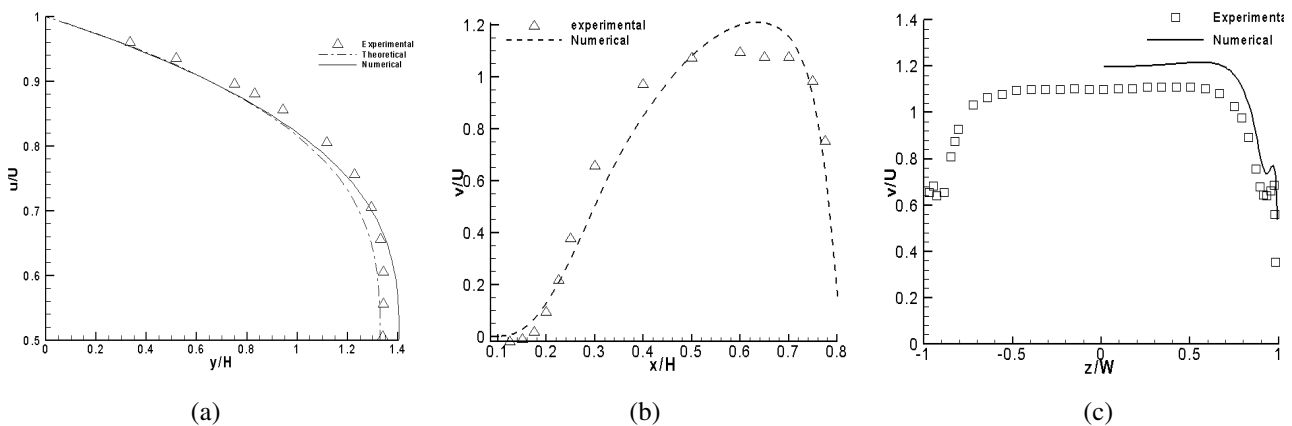 1
0.9
0.8
0.7
0.6
0.5
u/U
0 0.2 0.4 0.6 0.8 1 1.2 1.4
y/H
Experimental
Theoretical
Numerical
(a)
1.2
1
0.8
0.6
0.4
0.2
0
v/U
0.1 0.2 0.3 0.4 0.5 0.6 0.7 0.8
x/H
experimental
Numerical
(b)
1.4
1.2
1
0.8
0.6
0.4
0.2
0
v/U
-1 -0.5 0 0.5 1
z/W
Experimenta
Numerical
(c)